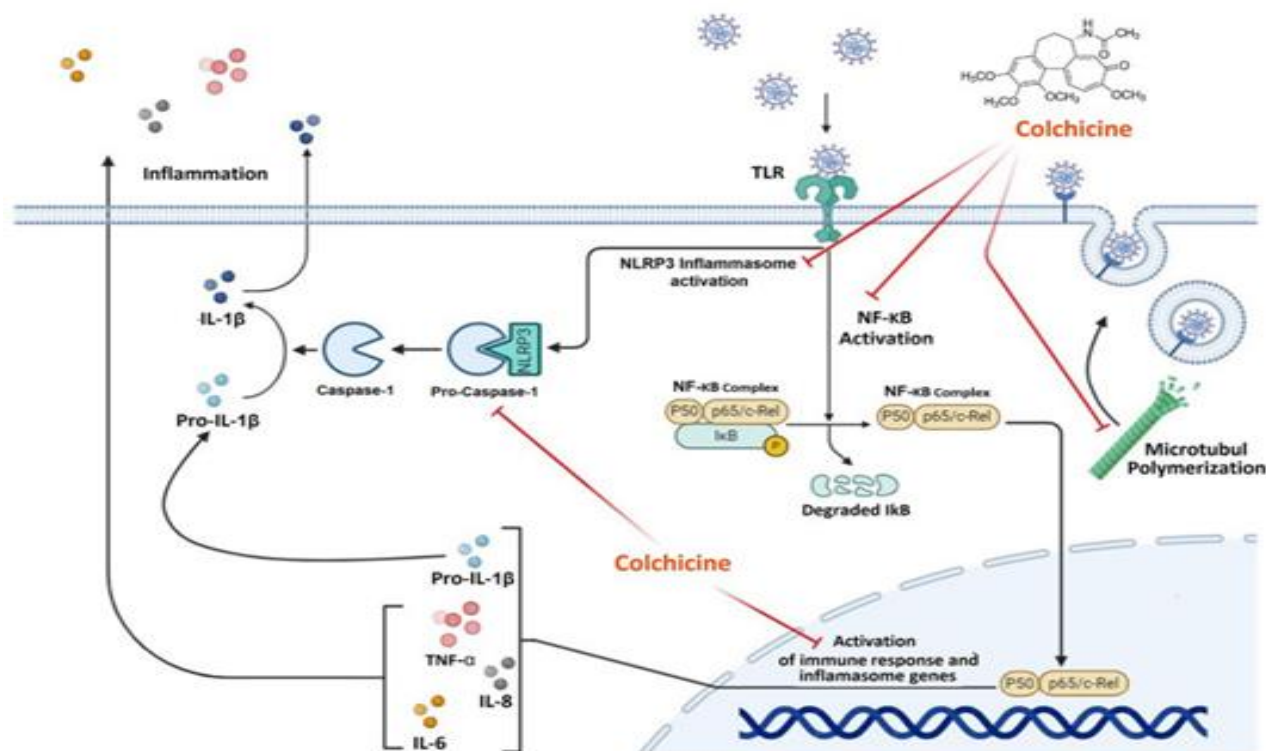 H
N
CH₃
O
O
H₃CO
H₃CO
OCH₃
OCH₃
Colchicine
TLR
Inflammation
NLRP3 Inflammasome
activation
NF-κB
Activation
IL-1β
NLRP3
Caspase-1
Pro-Caspase-1
Pro-IL-1β
NF-κB Complex
P50 p65/c-Rel
IκB
P
NF-κB Complex
P50 p65/c-Rel
Degraded IkB
Microtubul
Polymerization
Colchicine
Pro-IL-1β
TNF-α
IL-8
IL-6
Activation
of immune response and
inflamasome genes
P50 p65/c-Rel